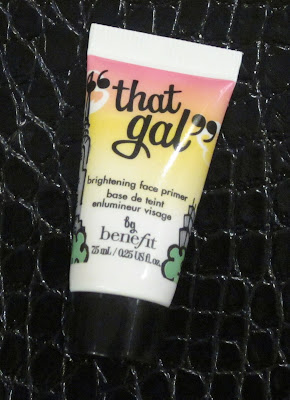 "that
gal"
brightening face primer
base de teint
enlumineur visage
by
benefit
7.5 mL / 0.25 US fl.oz.